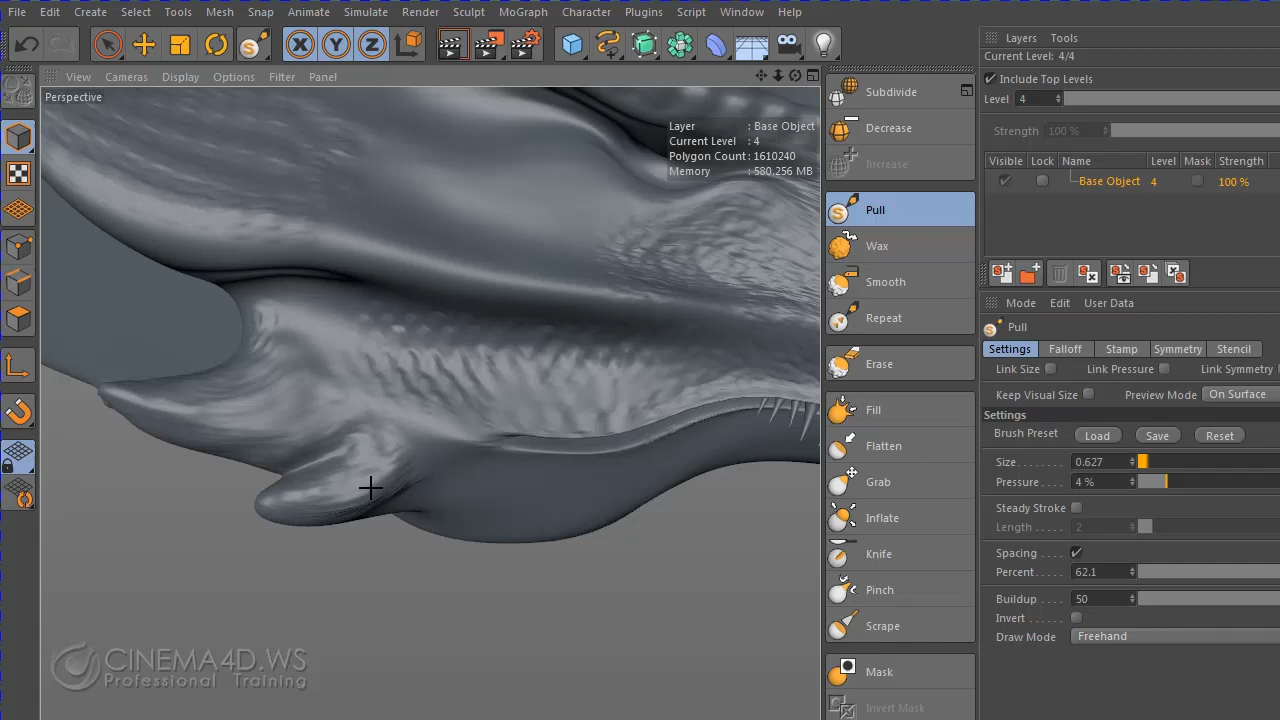 File Edit Create Select Tools Mesh Snap Animate Simulate Render Sculpt MoGraph Character Plugins Script Window Help
View Cameras Display Options Filter Panel
Perspective
Layer : Base Object
Current Level : 4
Polygon Count : 1610240
Memory : 580.256 MB
CINEMA4D.WS
Professional Training
Subdivide
Decrease
Increase
Pull
Wax
Smooth
Repeat
Erase
Fill
Flatten
Grab
Inflate
Knife
Pinch
Scrape
Mask
Invert Mask
Layers Tools
Current Level: 4/4
Include Top Levels
Level 4
Strength 100 %
Visible Lock Name Level Mask Strength
Base Object 4 100 %
Mode Edit User Data
Pull
Settings Falloff Stamp Symmetry Stencil
Link Size Link Pressure Link Symmetry
Keep Visual Size Preview Mode On Surface
Settings
Brush Preset Load Save Reset
Size 0.627
Pressure 4 %
Steady Stroke
Length 2
Spacing
Percent 62.1
Buildup 50
Invert
Draw Mode Freehand